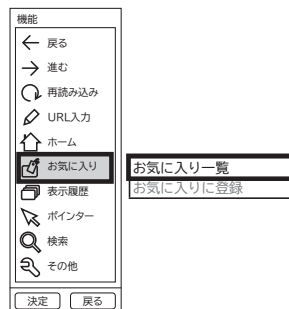 機能
戻る
進む
再読み込み
URL入力
ホーム
お気に入り
お気に入り一覧
お気に入りに登録
表示履歴
ポインター
検索
その他
決定 戻る